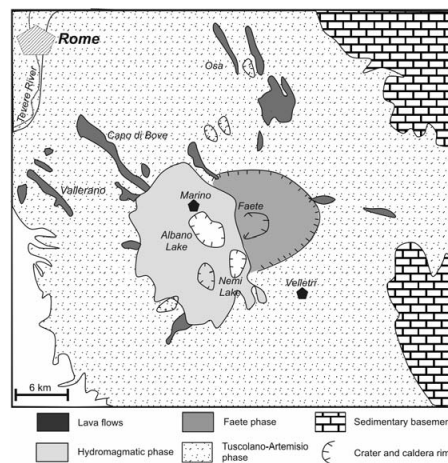 Rome
Osa
Tevere River
Capo di Bove
Vallerano
Marino
Faete
Albano
Lake
Nemi
Lake
Velletri
6 km
Lava flows
Faete phase
Sedimentary basement
Hydromagmatic phase
Tuscolano-Artemisio
phase
Crater and caldera rim